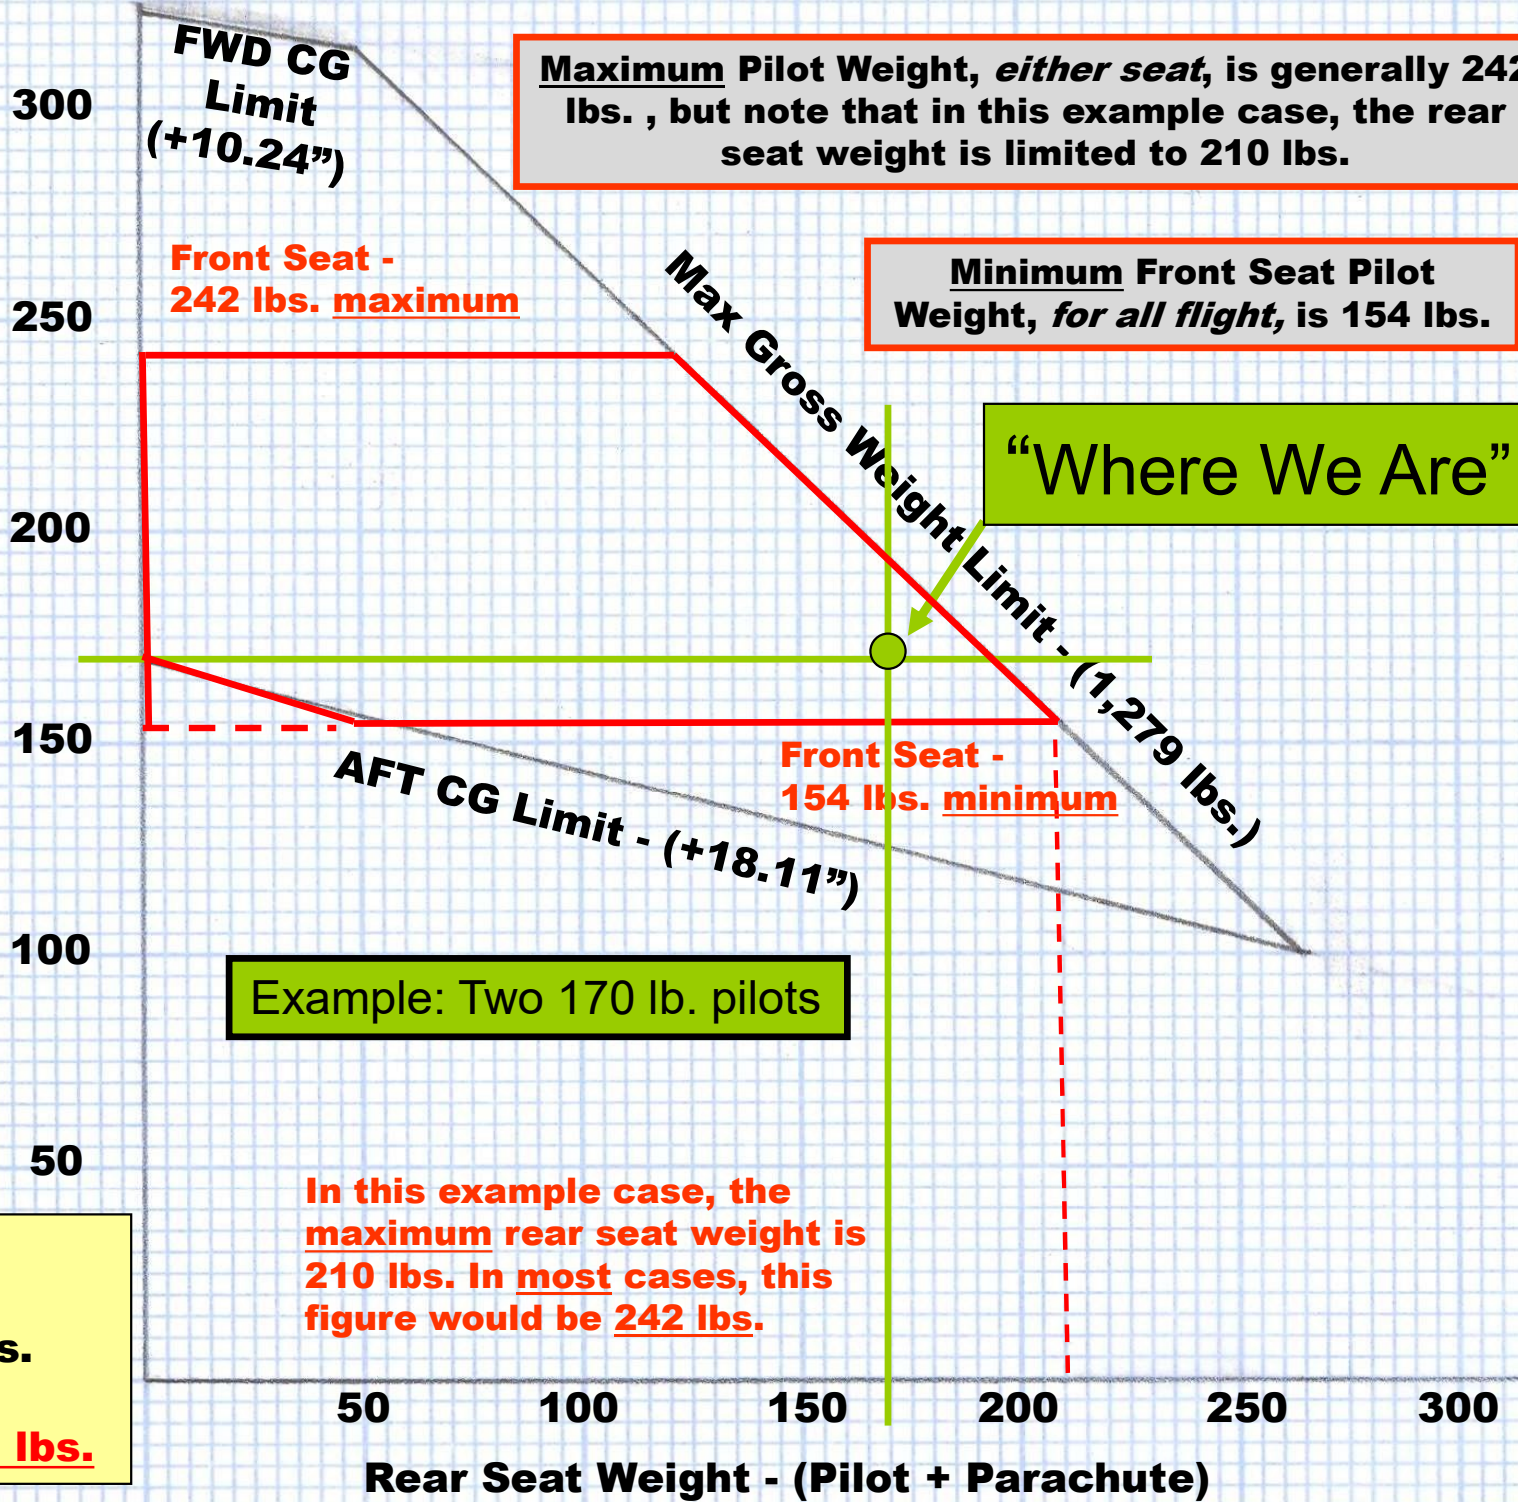 FWD CG
Limit
(+10.24”)
Maximum Pilot Weight, either seat, is generally 242
lbs. , but note that in this example case, the rear
seat weight is limited to 210 lbs.
Front Seat -
242 lbs. maximum
Minimum Front Seat Pilot
Weight, for all flight, is 154 lbs.
Max Gross Weight Limit - (1,279 lbs.)
“Where We Are”
300
250
200
150
100
50
Front Seat -
154 lbs. minimum
AFT CG Limit - (+18.11”)
Example: Two 170 lb. pilots
In this example case, the
maximum rear seat weight is
210 lbs. In most cases, this
figure would be 242 lbs.
s.
lbs.
50 100 150 200 250 300
Rear Seat Weight - (Pilot + Parachute)